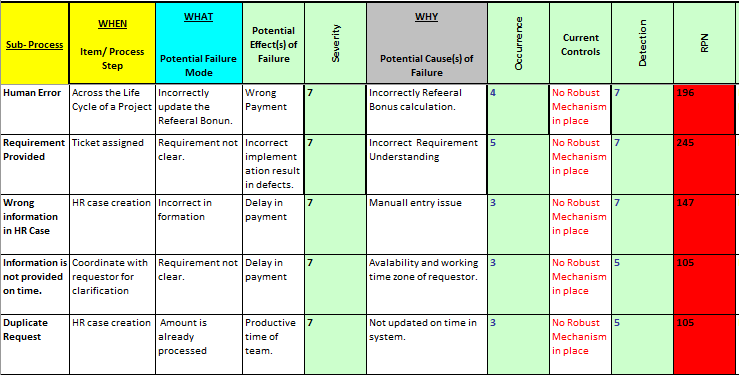 Sub- Process
WHEN
Item/ Process
Step
WHAT
Potential Failure
Mode
Potential
Effect(s) of
Failure
Severity
WHY
Potential Cause(s) of
Failure
Occurrence
Current
Controls
Detection
RPN
Human Error
Across the Life
Cycle of a Project
Incorrectly
update the
Refeeral Bonun.
Wrong
Payment
7
Incorrectly Refeeral
Bonus calculation.
4
No Robust
Mechanism
in place
7
196
Requirement
Provided
Ticket assigned
Requirement not
clear.
Incorrect
implement
ation result
in defects.
7
Incorrect Requirement
Understanding
5
No Robust
Mechanism
in place
7
245
Wrong
information
in HR Case
HR case creation
Incorrect in
formation
Delay in
payment
7
Manuall entry issue
3
No Robust
Mechanism
in place
7
147
Information is
not provided
on time.
Coordinate with
requestor for
clarification
Requirement not
clear.
Delay in
payment
7
Avalability and working
time zone of requestor.
3
No Robust
Mechanism
in place
5
105
Duplicate
Request
HR case creation
Amount is
already
processed
Productive
time of
team.
7
Not updated on time in
system.
3
No Robust
Mechanism
in place
5
105